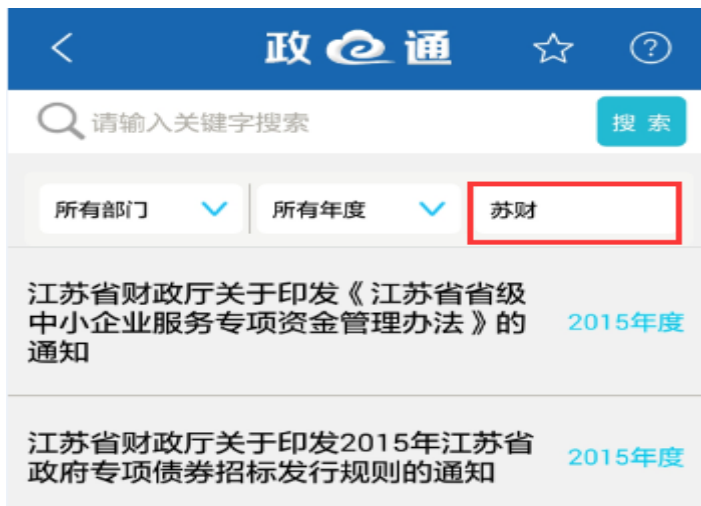 政通
请输入关键字搜索
搜索
所有部门
所有年度
苏财
江苏省财政厅关于印发《江苏省省级
中小企业服务专项资金管理办法》的
通知
2015年度
江苏省财政厅关于印发2015年江苏省
政府专项债券招标发行规则的通知
2015年度